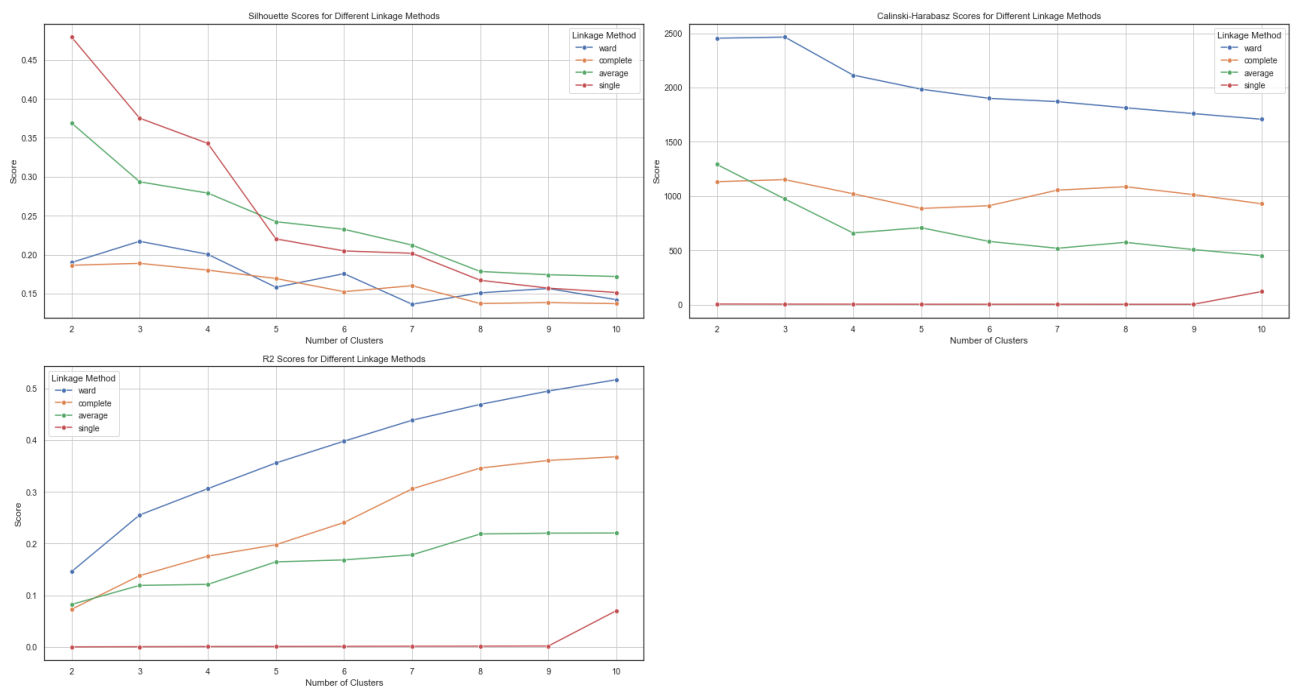 Silhouette Scores for Different Linkage Methods
Linkage Method
ward
complete
average
single
Score
0.45
0.40
0.35
0.30
0.25
0.20
0.15
2 3 4 5 6 7 8 9 10
Number of Clusters
Calinski-Harabasz Scores for Different Linkage Methods
Linkage Method
ward
complete
average
single
Score
2500
2000
1500
1000
500
0
2 3 4 5 6 7 8 9 10
Number of Clusters
R2 Scores for Different Linkage Methods
Linkage Method
ward
complete
average
single
Score
0.5
0.4
0.3
0.2
0.1
0.0
2 3 4 5 6 7 8 9 10
Number of Clusters